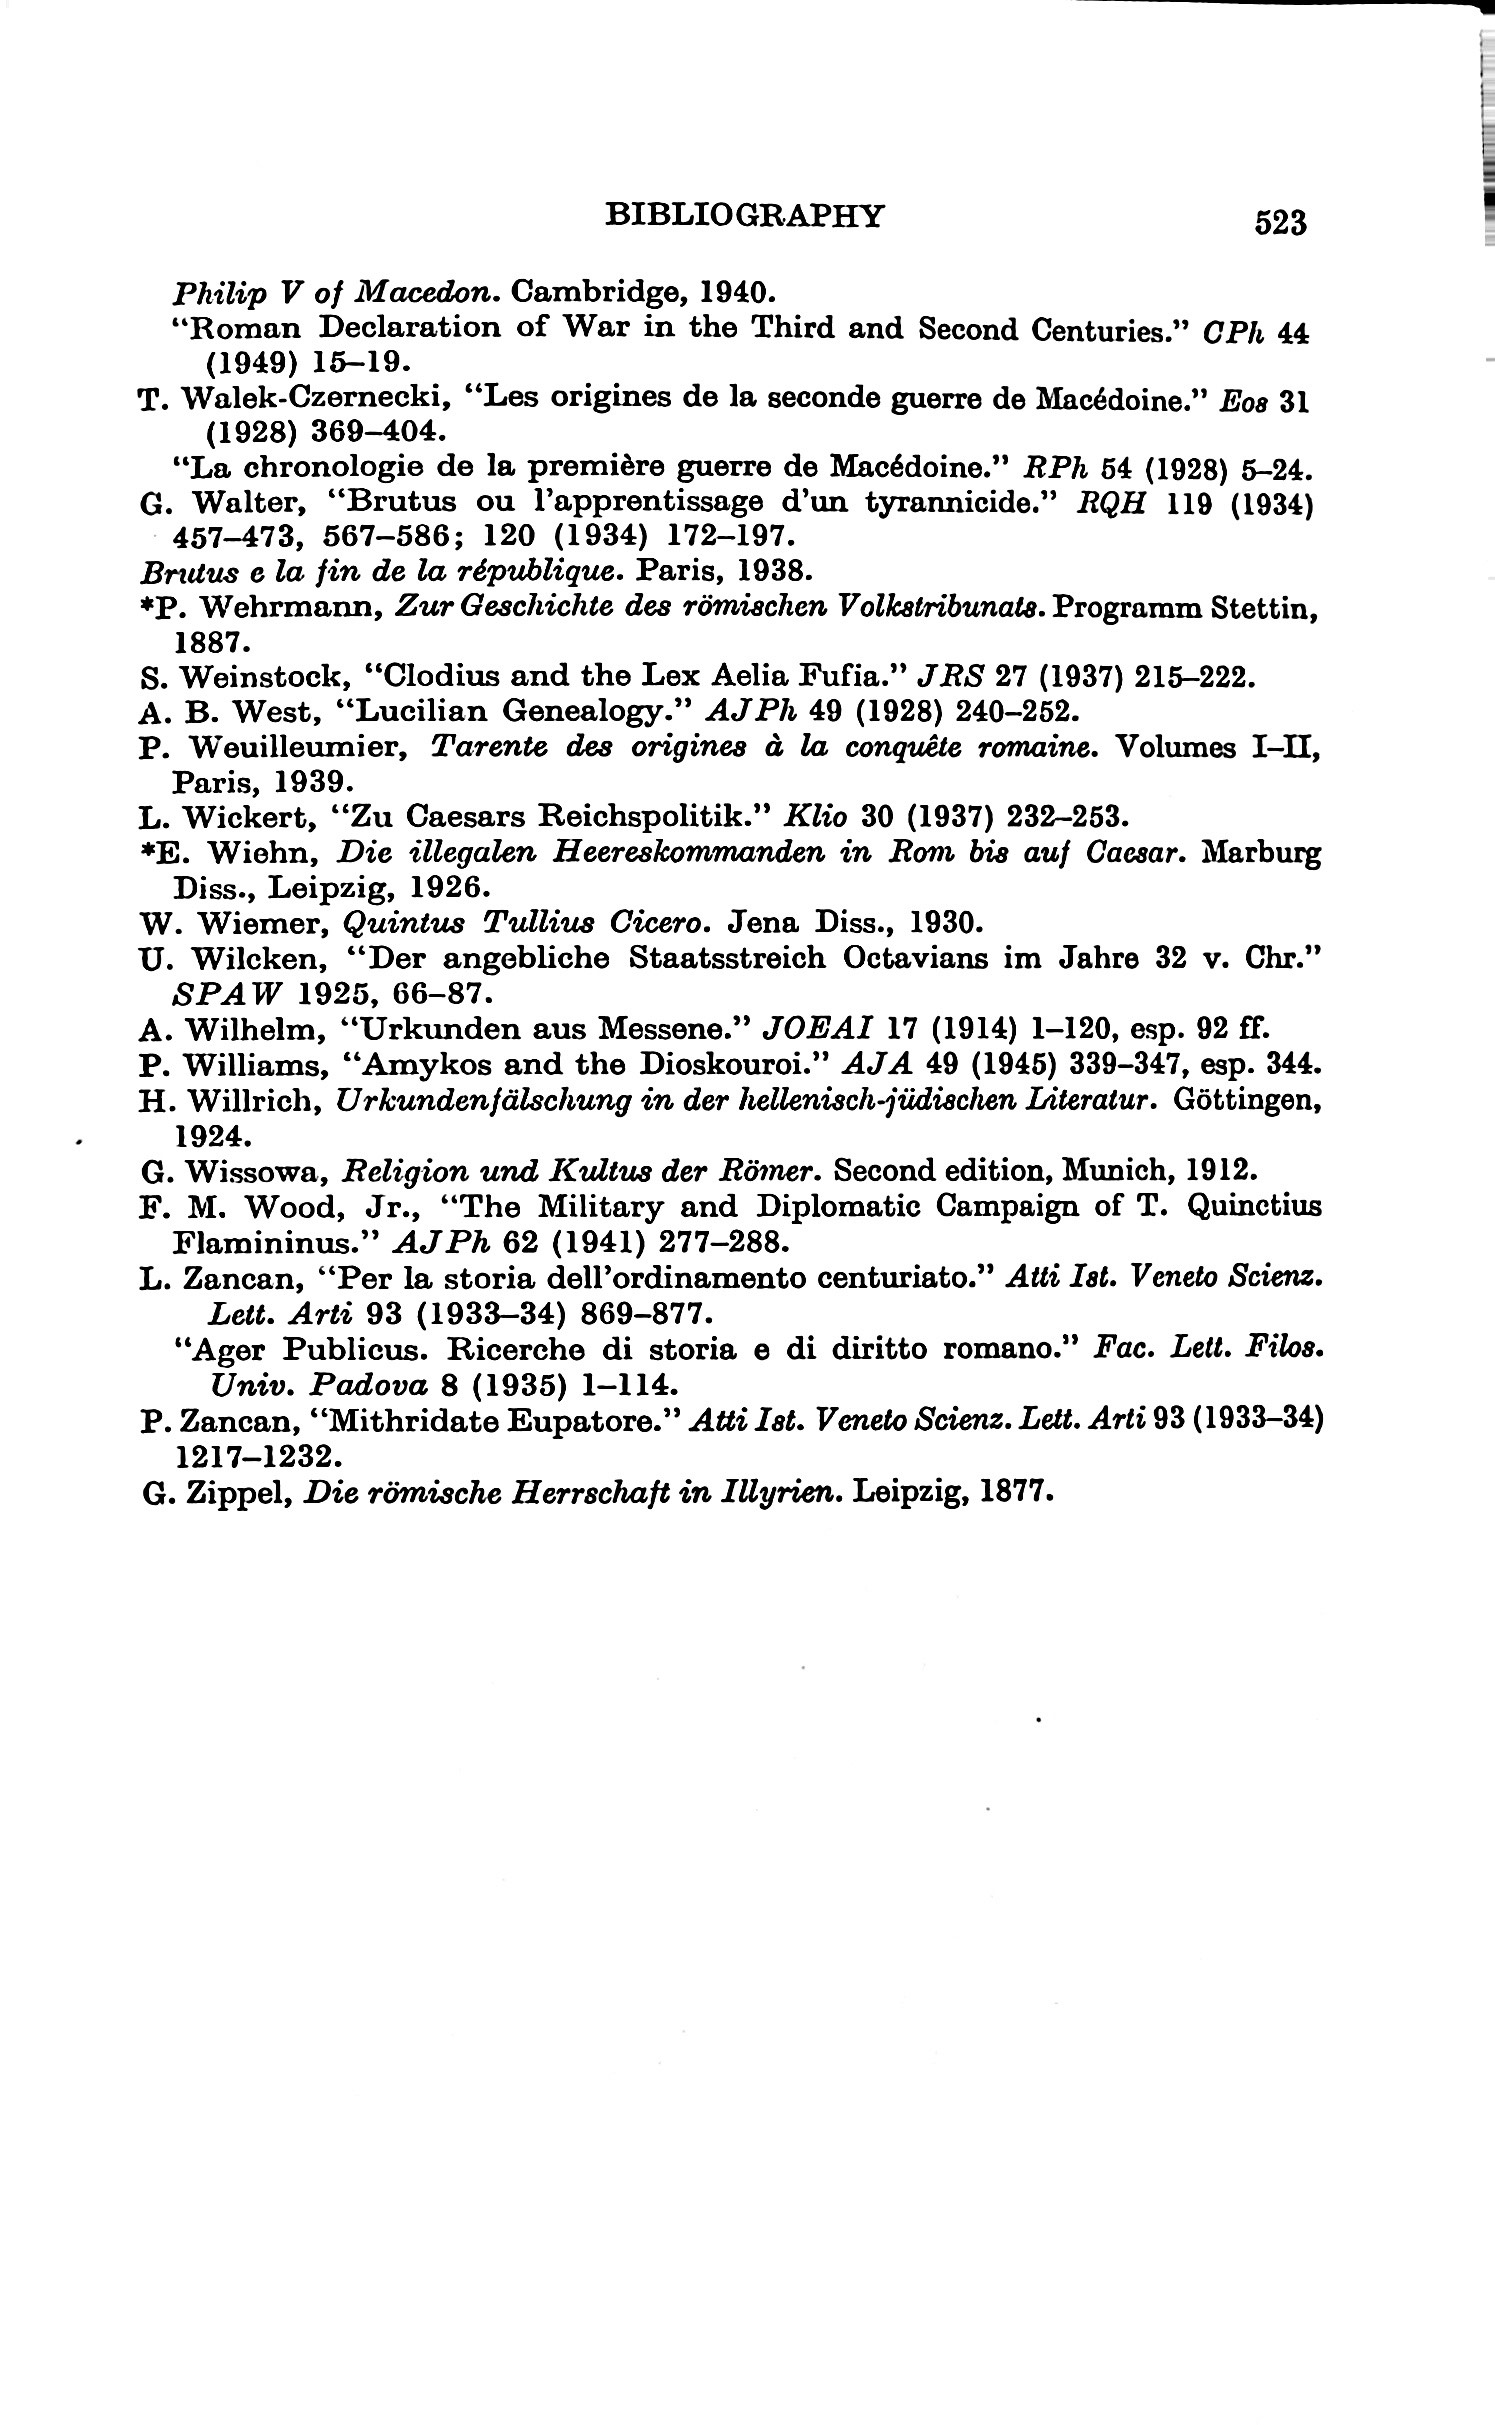 BIBLIOGRAPHY 523
Philip V of Macedon. Cambridge, 1940.
“Roman Declaration of War in the Third and Second Centuries.” CPh 44
(1949) 15–19.
T. Walek-Czernecki, “Les origines de la seconde guerre de Macédoine.” Eos 31
(1928) 369–404.
“La chronologie de la première guerre de Macédoine.” RPh 54 (1928) 5–24.
G. Walter, “Brutus ou l’apprentissage d’un tyrannicide.” RQH 119 (1934)
457–473, 567–586; 120 (1934) 172–197.
Brutus e la fin de la république. Paris, 1938.
*P. Wehrmann, Zur Geschichte des römischen Volkstribunats. Programm Stettin,
1887.
S. Weinstock, “Clodius and the Lex Aelia Fufia.” JRS 27 (1937) 215–222.
A. B. West, “Lucilian Genealogy.” AJPh 49 (1928) 240–252.
P. Weuilleumier, Tarente des origines à la conquête romaine. Volumes I–II,
Paris, 1939.
L. Wickert, “Zu Caesars Reichspolitik.” Klio 30 (1937) 232–253.
*E. Wiehn, Die illegalen Heereskommanden in Rom bis auf Caesar. Marburg
Diss., Leipzig, 1926.
W. Wiemer, Quintus Tullius Cicero. Jena Diss., 1930.
U. Wilcken, “Der angebliche Staatsstreich Octavians im Jahre 32 v. Chr.”
SPAW 1925, 66–87.
A. Wilhelm, “Urkunden aus Messene.” JOEAI 17 (1914) 1–120, esp. 92 ff.
P. Williams, “Amykos and the Dioskouroi.” AJA 49 (1945) 339–347, esp. 344.
H. Willrich, Urkundenfälschung in der hellenisch-jüdischen Literatur. Göttingen,
1924.
G. Wissowa, Religion und Kultus der Römer. Second edition, Munich, 1912.
F. M. Wood, Jr., “The Military and Diplomatic Campaign of T. Quinctius
Flamininus.” AJPh 62 (1941) 277–288.
L. Zancan, “Per la storia dell’ordinamento centuriato.” Atti Ist. Veneto Scienz.
Lett. Arti 93 (1933–34) 869–877.
“Ager Publicus. Ricerche di storia e di diritto romano.” Fac. Lett. Filos.
Univ. Padova 8 (1935) 1–114.
P. Zancan, “Mithridate Eupatore.” Atti Ist. Veneto Scienz. Lett. Arti 93 (1933–34)
1217–1232.
G. Zippel, Die römische Herrschaft in Illyrien. Leipzig, 1877.